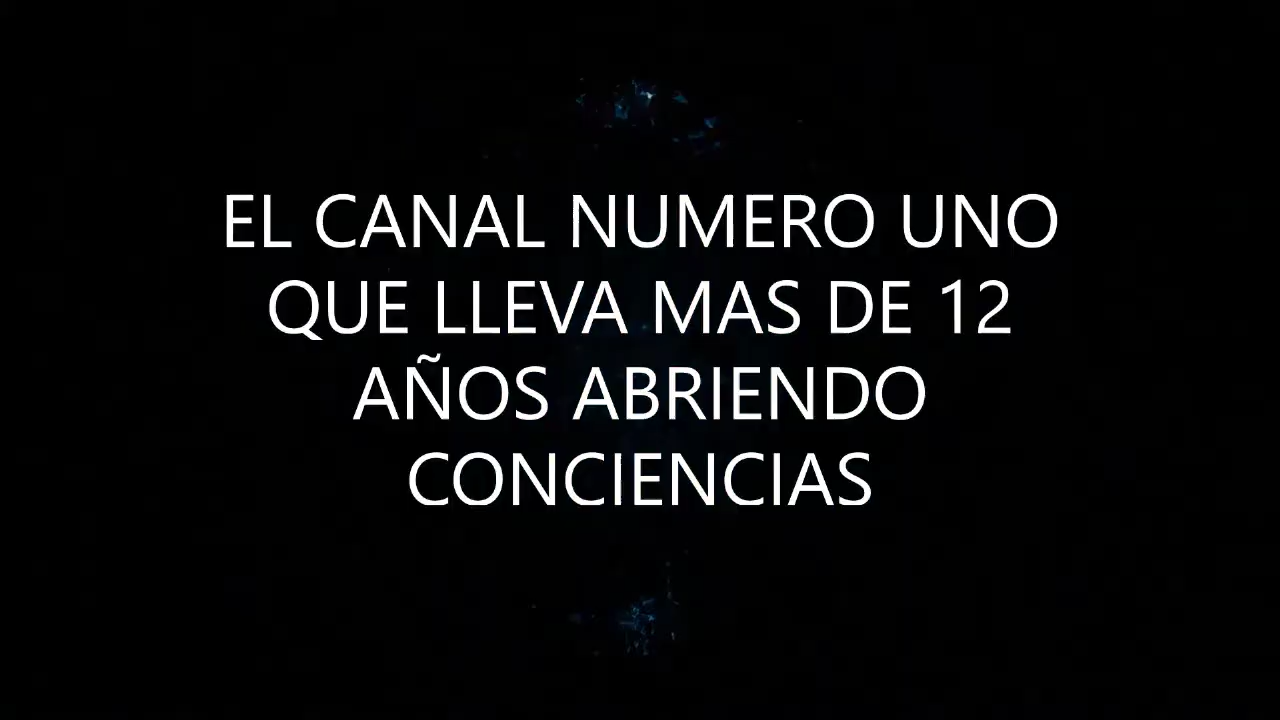 EL CANAL NUMERO UNO
QUE LLEVA MAS DE 12
AÑOS ABRIENDO
CONCIENCIAS